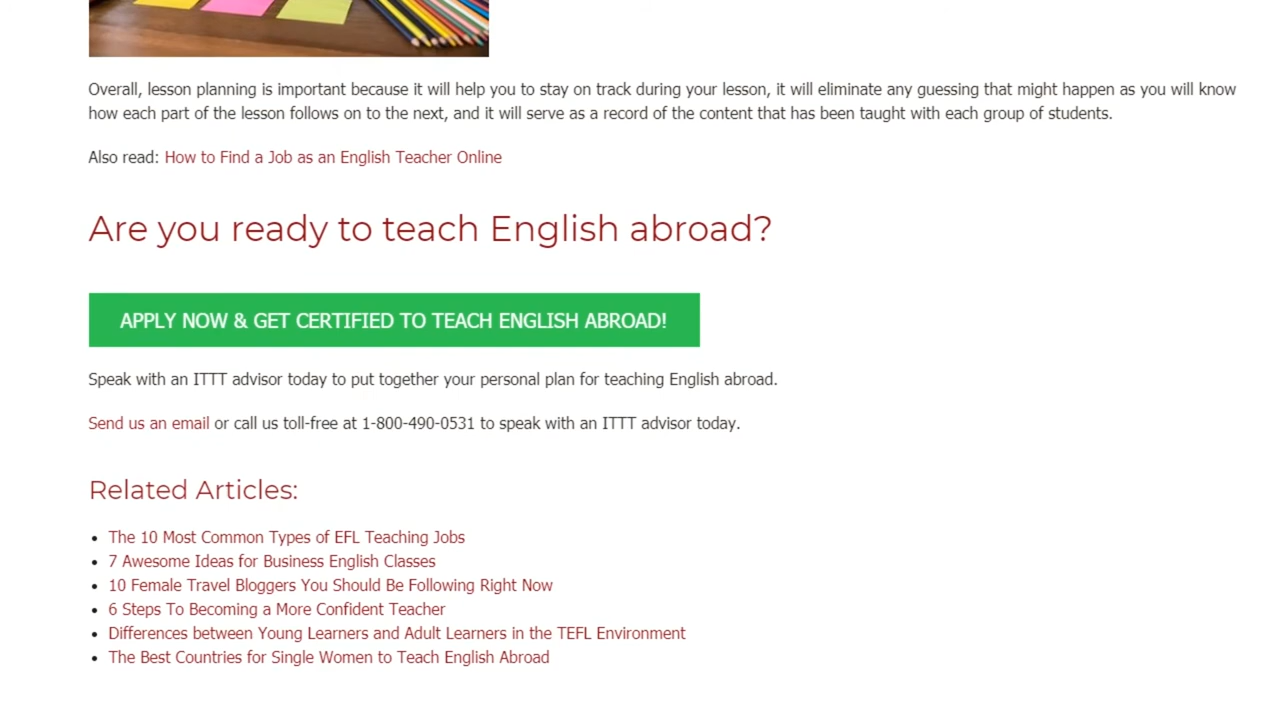 Overall, lesson planning is important because it will help you to stay on track during your lesson, it will eliminate any guessing that might happen as you will know
how each part of the lesson follows on to the next, and it will serve as a record of the content that has been taught with each group of students.
Also read: How to Find a Job as an English Teacher Online
Are you ready to teach English abroad?
APPLY NOW & GET CERTIFIED TO TEACH ENGLISH ABROAD!
Speak with an ITTT advisor today to put together your personal plan for teaching English abroad.
Send us an email or call us toll-free at 1-800-490-0531 to speak with an ITTT advisor today.
Related Articles:
The 10 Most Common Types of EFL Teaching Jobs
7 Awesome Ideas for Business English Classes
10 Female Travel Bloggers You Should Be Following Right Now
6 Steps To Becoming a More Confident Teacher
Differences between Young Learners and Adult Learners in the TEFL Environment
The Best Countries for Single Women to Teach English Abroad